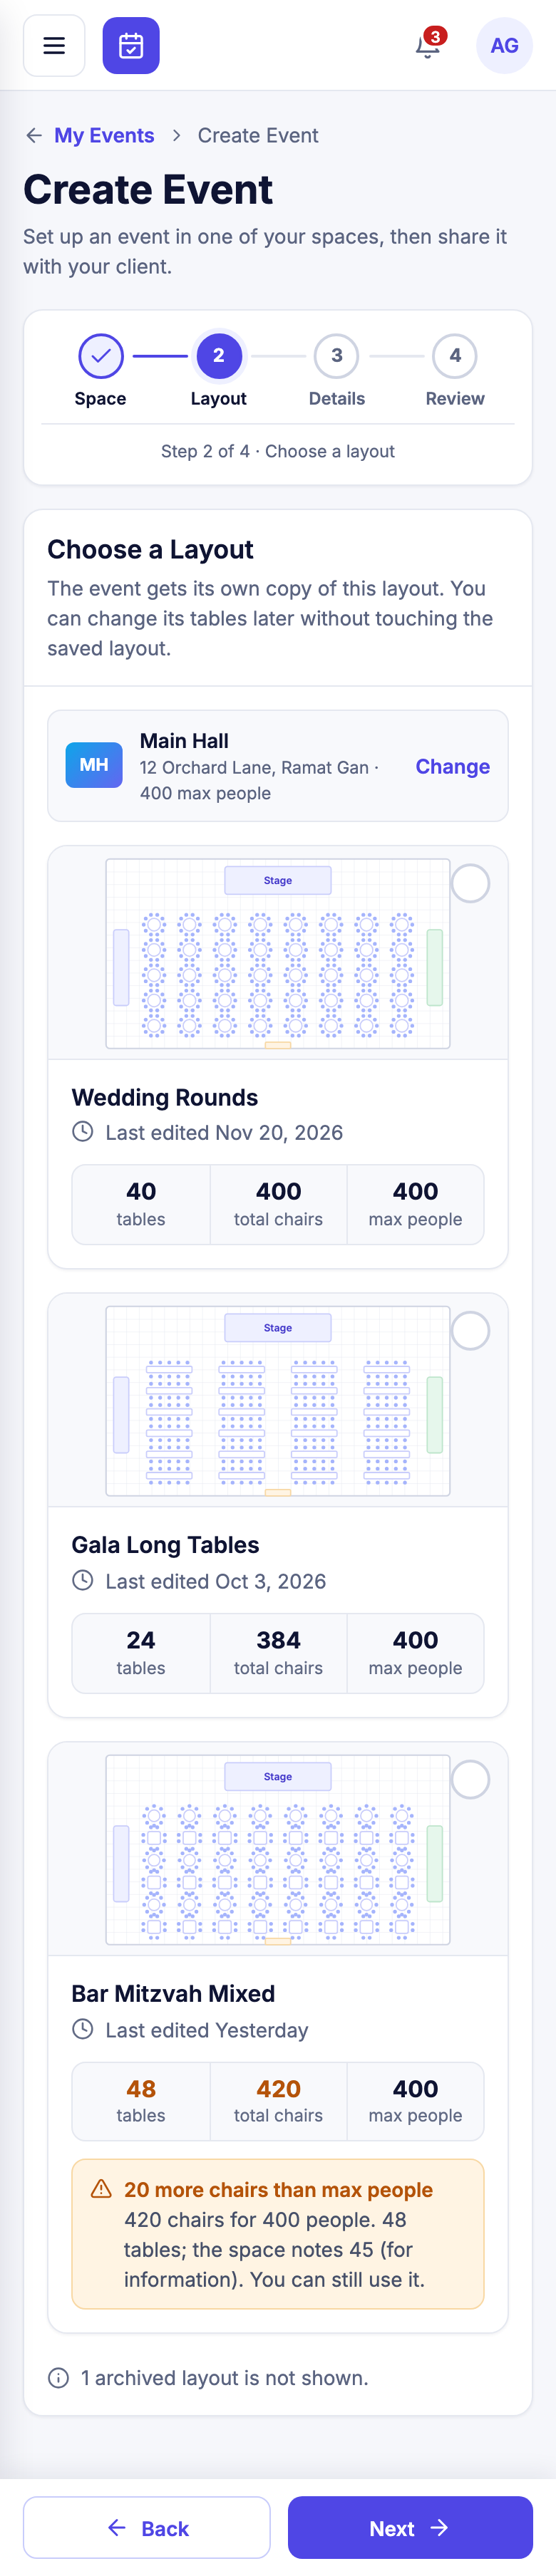 3
AG
My Events > Create Event
Create Event
Set up an event in one of your spaces, then share it
with your client.
2
3
4
Space
Layout
Details
Review
Step 2 of 4 · Choose a layout
Choose a Layout
The event gets its own copy of this layout. You
can change its tables later without touching the
saved layout.
MH
Main Hall
12 Orchard Lane, Ramat Gan ·
400 max people
Change
Stage
Wedding Rounds
Last edited Nov 20, 2026
40
400
400
tables
total chairs
max people
Stage
Gala Long Tables
Last edited Oct 3, 2026
24
384
400
tables
total chairs
max people
Stage
Bar Mitzvah Mixed
Last edited Yesterday
48
420
400
tables
total chairs
max people
20 more chairs than max people
420 chairs for 400 people. 48
tables; the space notes 45 (for
information). You can still use it.
1 archived layout is not shown.
Back
Next